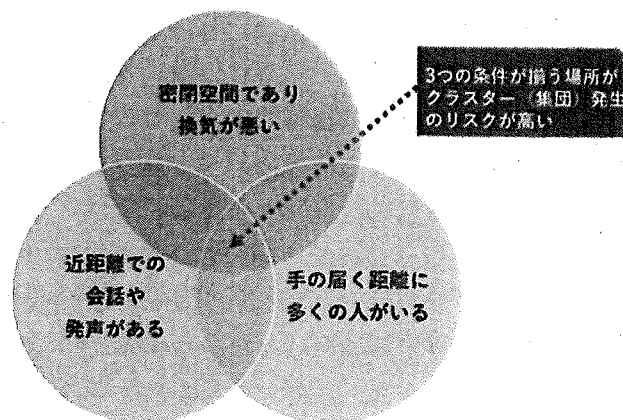 密閉空間であり
換気が悪い
3つの条件が揃う場所が
クラスター（集団）発生
のリスクが高い
近距離での
会話や
発声がある
手の届く距離に
多くの人がいる